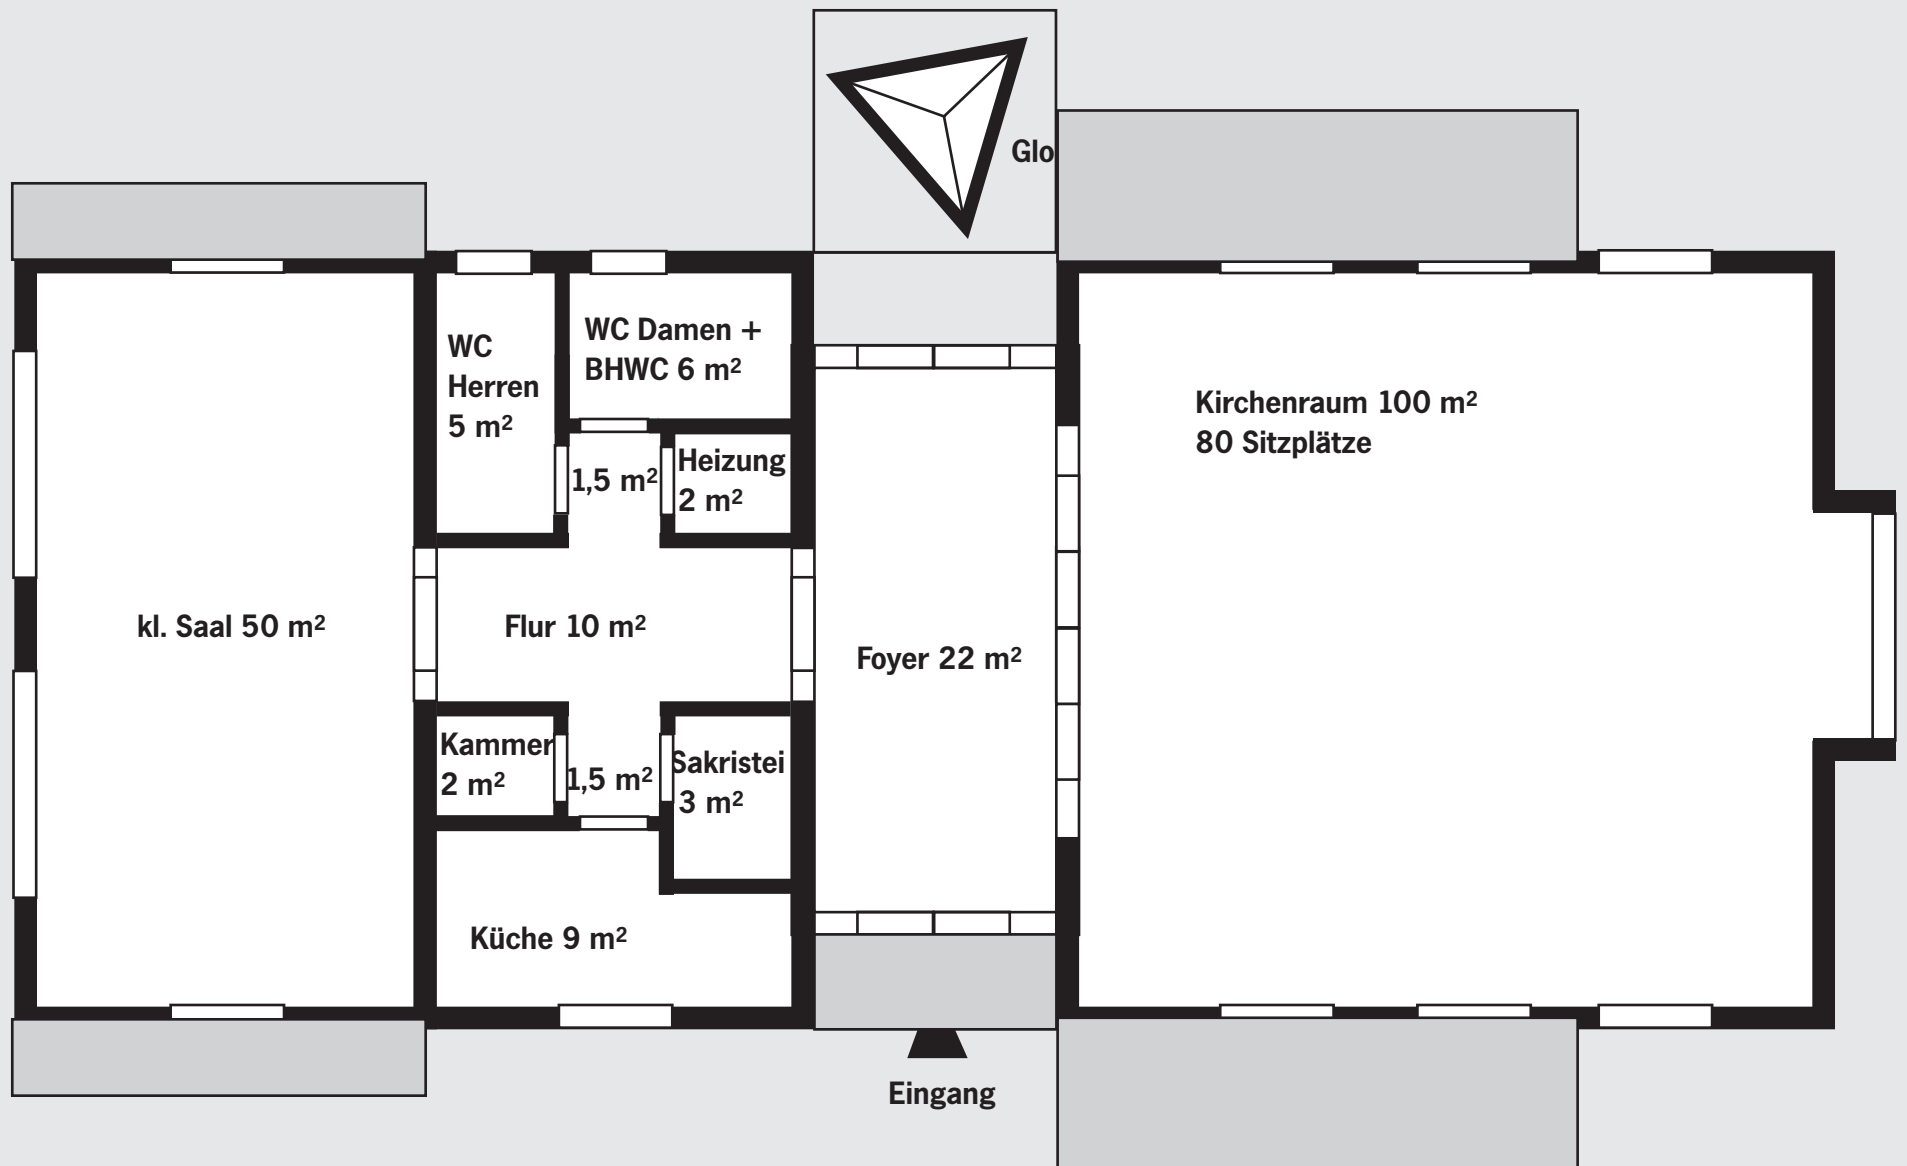 Glo
WC Damen +
BHWC 6 m²
WC
Herren
5 m²
Kirchenraum 100 m²
80 Sitzplätze
Heizung
2 m²
1,5 m²
kl. Saal 50 m²
Flur 10 m²
Foyer 22 m²
Kammer
2 m²
1,5 m²
Sakristei
3 m²
Küche 9 m²
Eingang